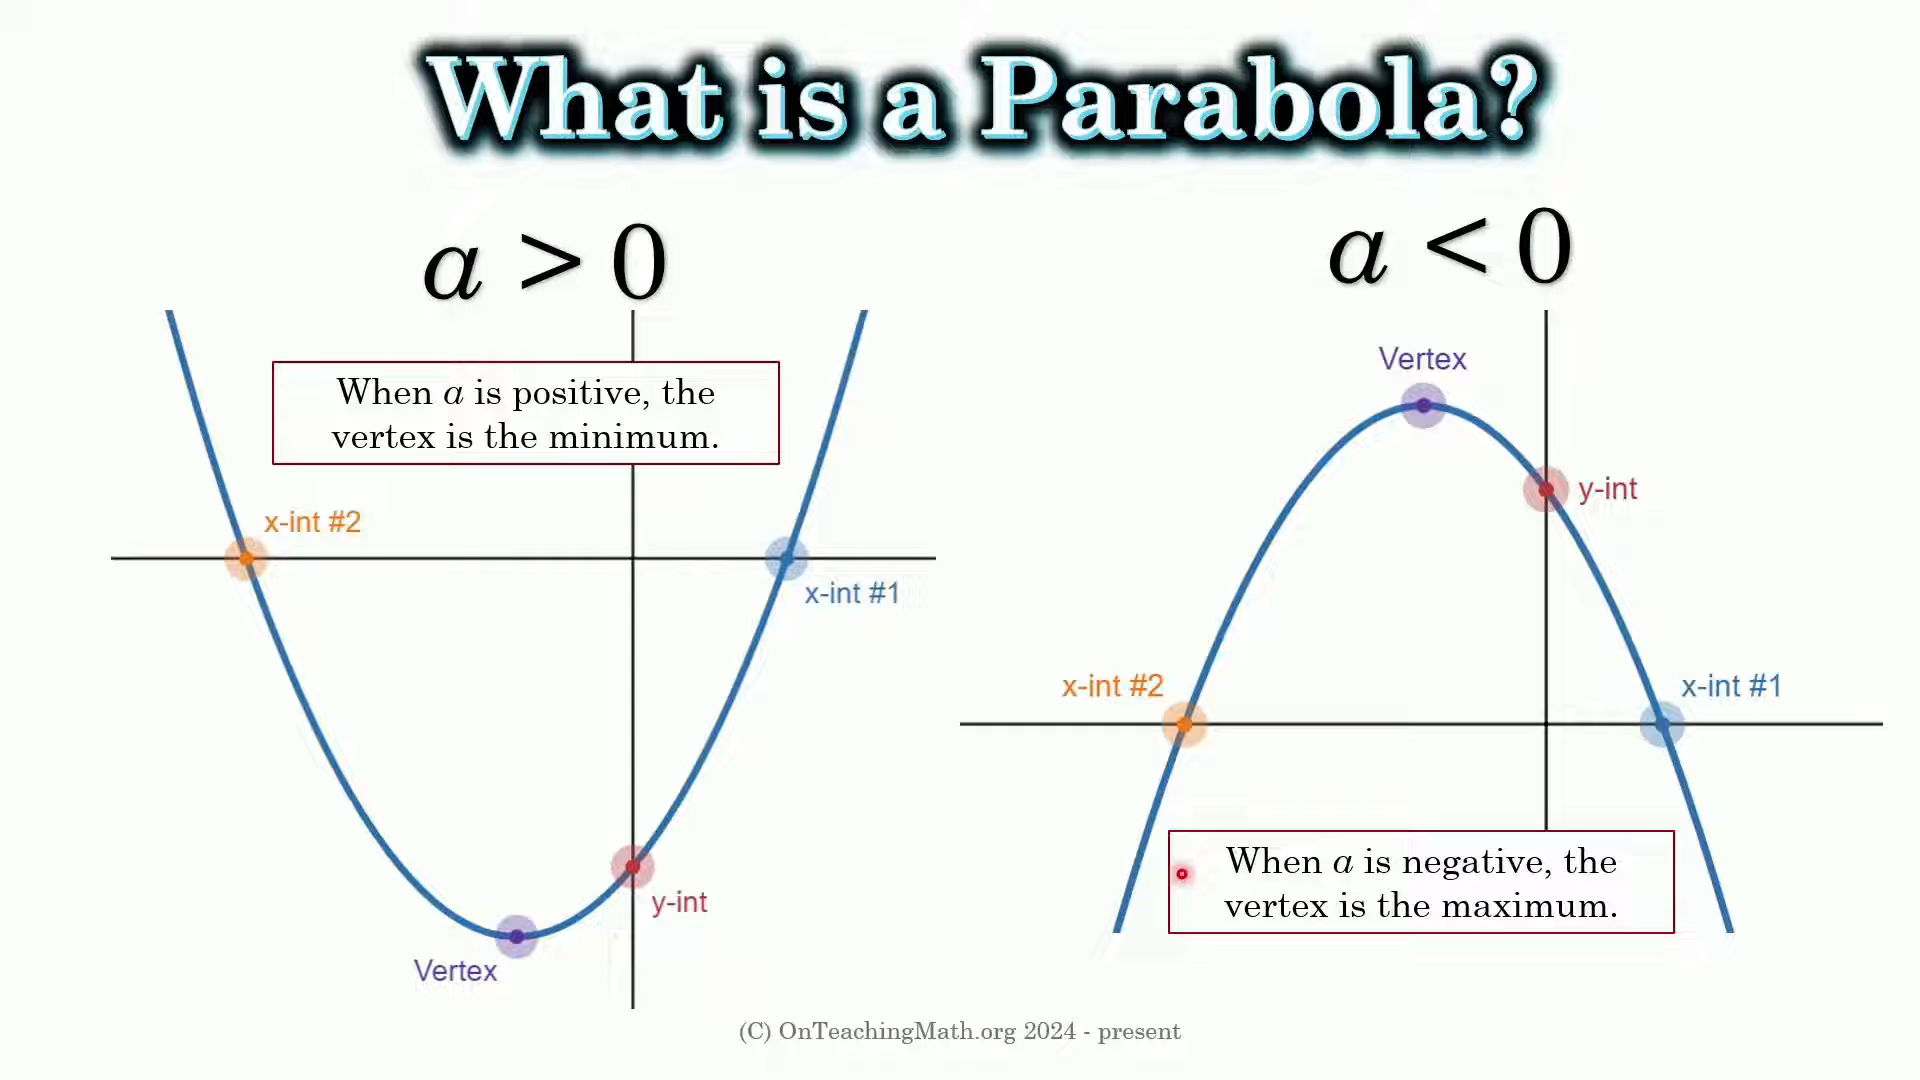 What is a Parabola?
a > 0
a < 0
When a is positive, the
vertex is the minimum.
x-int #2
x-int #1
y-int
Vertex
Vertex
y-int
x-int #2
x-int #1
When a is negative, the
vertex is the maximum.
(C) OnTeachingMath.org 2024 - present